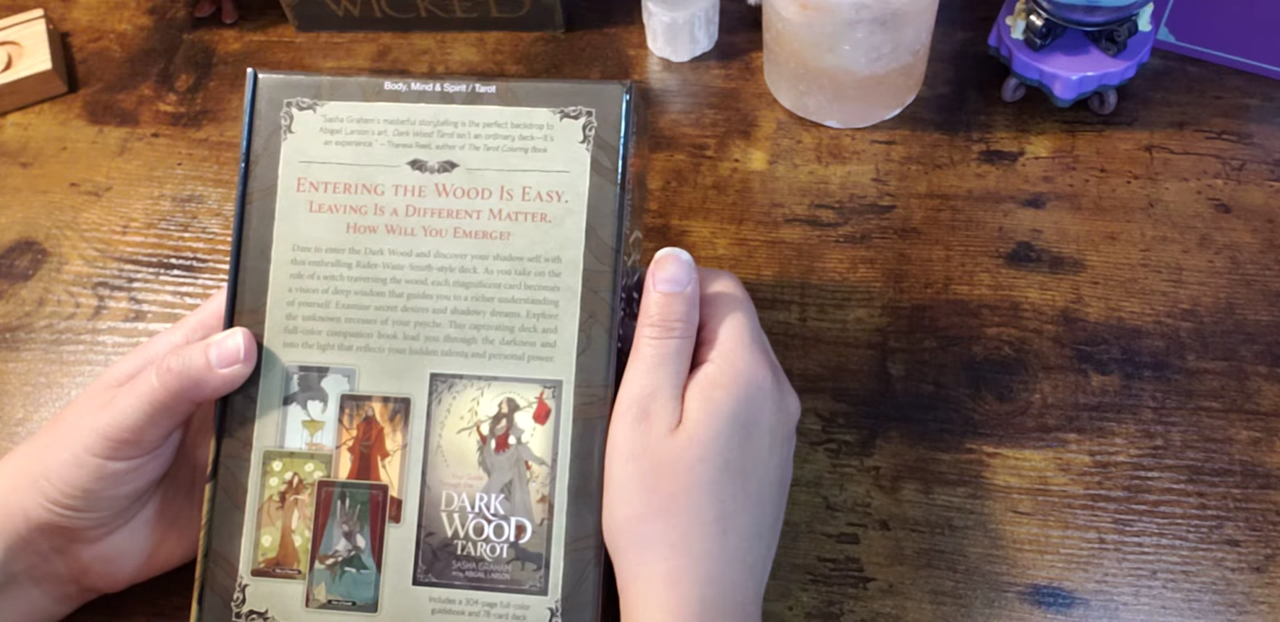 WICKED
Body, Mind & Spirit / Tarot
"Sasha Graham's masterful storytelling is the perfect backdrop to
Abigail Larson's art. Dark Wood Tarot isn't an ordinary deck—it's
an experience." —Theresa Reed, author of The Tarot Coloring Book
ENTERING THE WOOD IS EASY.
LEAVING IS A DIFFERENT MATTER.
HOW WILL YOU EMERGE?
Dare to enter the Dark Wood and discover your shadow self with
this enthralling Rider-Waite-Smith-style deck. As you take on the
role of a witch traversing the wood, each magnificent card becomes
a vision of deep wisdom that guides you to a richer understanding
of yourself. Examine secret desires and shadowy dreams. Explore
the unknown recesses of your psyche. This captivating deck and
full-color companion book lead you through the darkness and
into the light that reflects your hidden talents and personal power.
DARK
WOOD
TAROT
SASHA GRAHAM
ABIGAIL LARSON
Includes a 304-page full-color
guidebook and 78-card deck